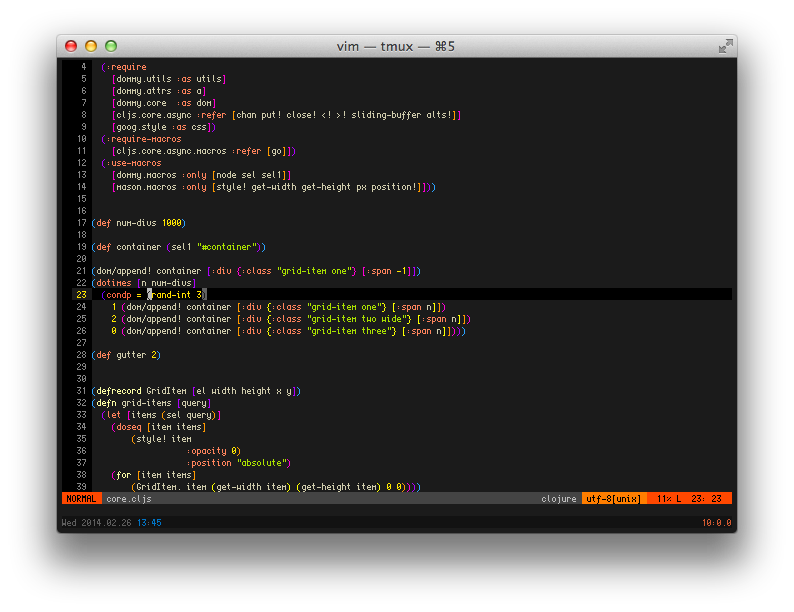 vim — tmux — ⌘5
4 (:require
5 [dommy.utils :as utils]
6 [dommy.attrs :as a]
7 [dommy.core :as dom]
8 [cljs.core.async :refer [chan put! close! <! >! sliding-buffer alts!]]
9 [goog.style :as css])
10 (:require-macros
11 [cljs.core.async.macros :refer [go]])
12 (:use-macros
13 [dommy.macros :only [node sel sel1]]
14 [mason.macros :only [style! get-width get-height px position!]]))
15
16
17 (def num-divs 1000)
18
19 (def container (sel1 "#container"))
20
21 (dom/append! container [:div {:class "grid-item one"} [:span -1]])
22 (dotimes [n num-divs]
23 (condp = (rand-int 3)
24 1 (dom/append! container [:div {:class "grid-item one"} [:span n]])
25 2 (dom/append! container [:div {:class "grid-item two wide"} [:span n]])
26 0 (dom/append! container [:div {:class "grid-item three"} [:span n]])))
27
28 (def gutter 2)
29
30
31 (defrecord GridItem [el width height x y])
32 (defn grid-items [query]
33 (let [items (sel query)]
34 (doseq [item items]
35 (style! item
36 :opacity 0)
37 :position "absolute")
38 (for [item items]
39 (GridItem. item (get-width item) (get-height item) 0 0))))
NORMAL core.cljs clojure utf-8[unix] 11% L 23: 23
Wed 2014.02.26 13:45 10:0.0